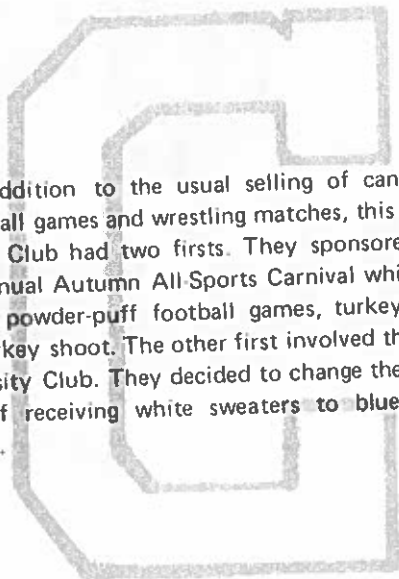 ddition to the usual selling of can
all games and wrestling matches, this
Club had two firsts. They sponsore
nual Autumn All-Sports Carnival whi
powder-puff football games, turkey
rkey shoot. The other first involved th
sity Club. They decided to change the
f receiving white sweaters to blue